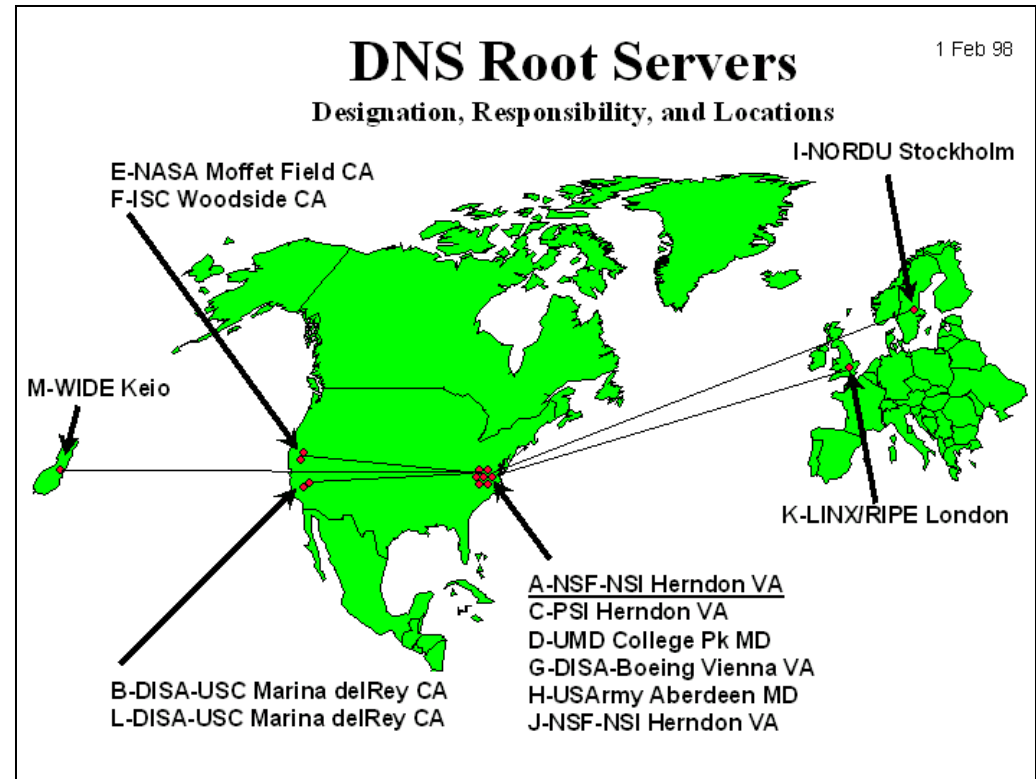 DNS Root Servers
1 Feb 98
Designation, Responsibility, and Locations
I-NORDU Stockholm
E-NASA Moffet Field CA
F-ISC Woodside CA
M-WIDE Keio
K-LINX/RIPE London
A-NSF-NSI Herndon VA
C-PSI Herndon VA
D-UMD College Pk MD
G-DISA-Boeing Vienna VA
H-USArmy Aberdeen MD
J-NSF-NSI Herndon VA
B-DISA-USC Marina delRey CA
L-DISA-USC Marina delRey CA